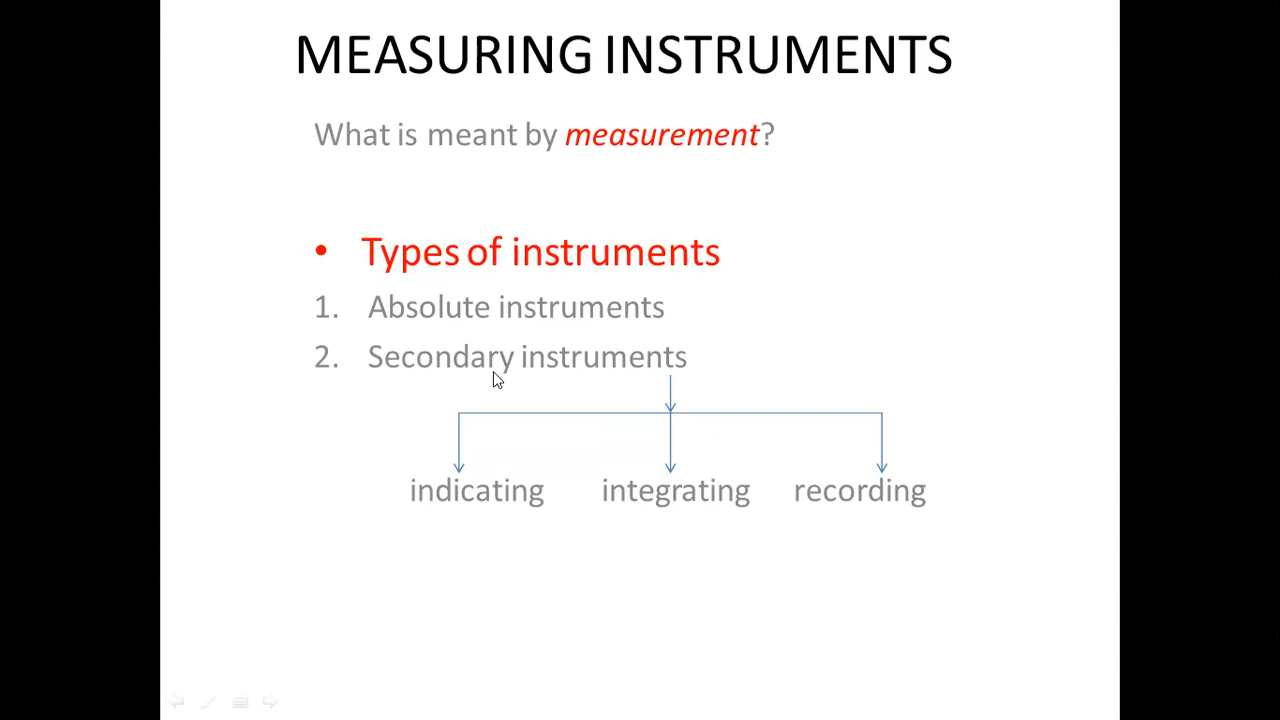 MEASURING INSTRUMENTS
What is meant by measurement?
• Types of instruments
1. Absolute instruments
2. Secondary instruments
indicating integrating recording